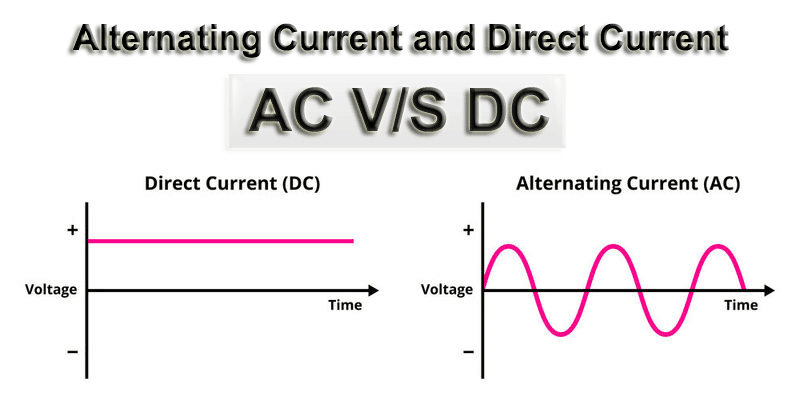 Alternating Current and Direct Current
AC V/S DC
Direct Current (DC)
+
Voltage
Time
–
Alternating Current (AC)
+
Voltage
Time
–